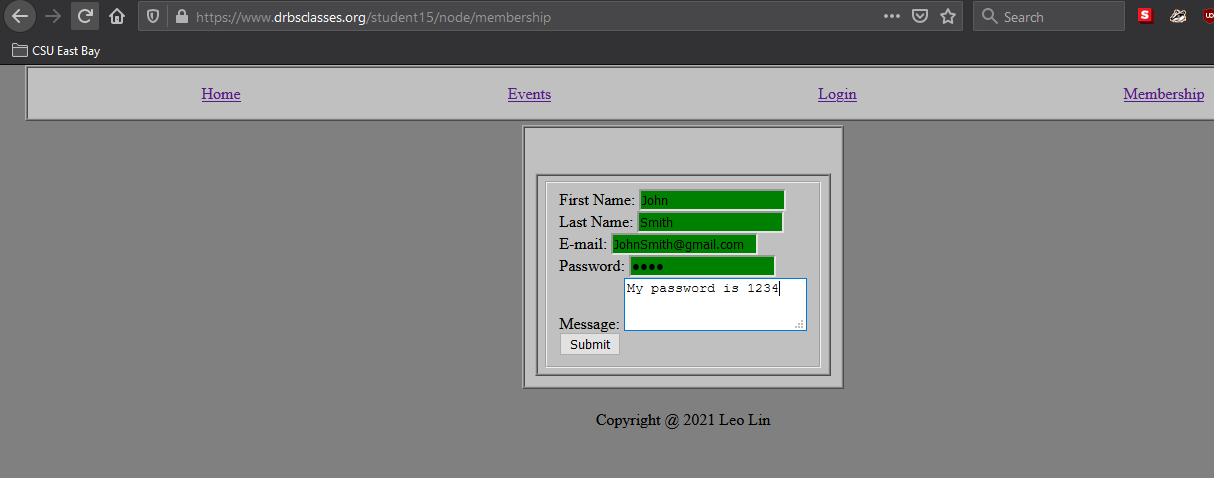 https://www.drbsclasses.org/student15/node/membership
Search
S
CSU East Bay
Home Events Login Membership
First Name: John
Last Name: Smith
E-mail: JohnSmith@gmail.com
Password: ●●●●
My password is 1234
Message:
Submit
Copyright @ 2021 Leo Lin